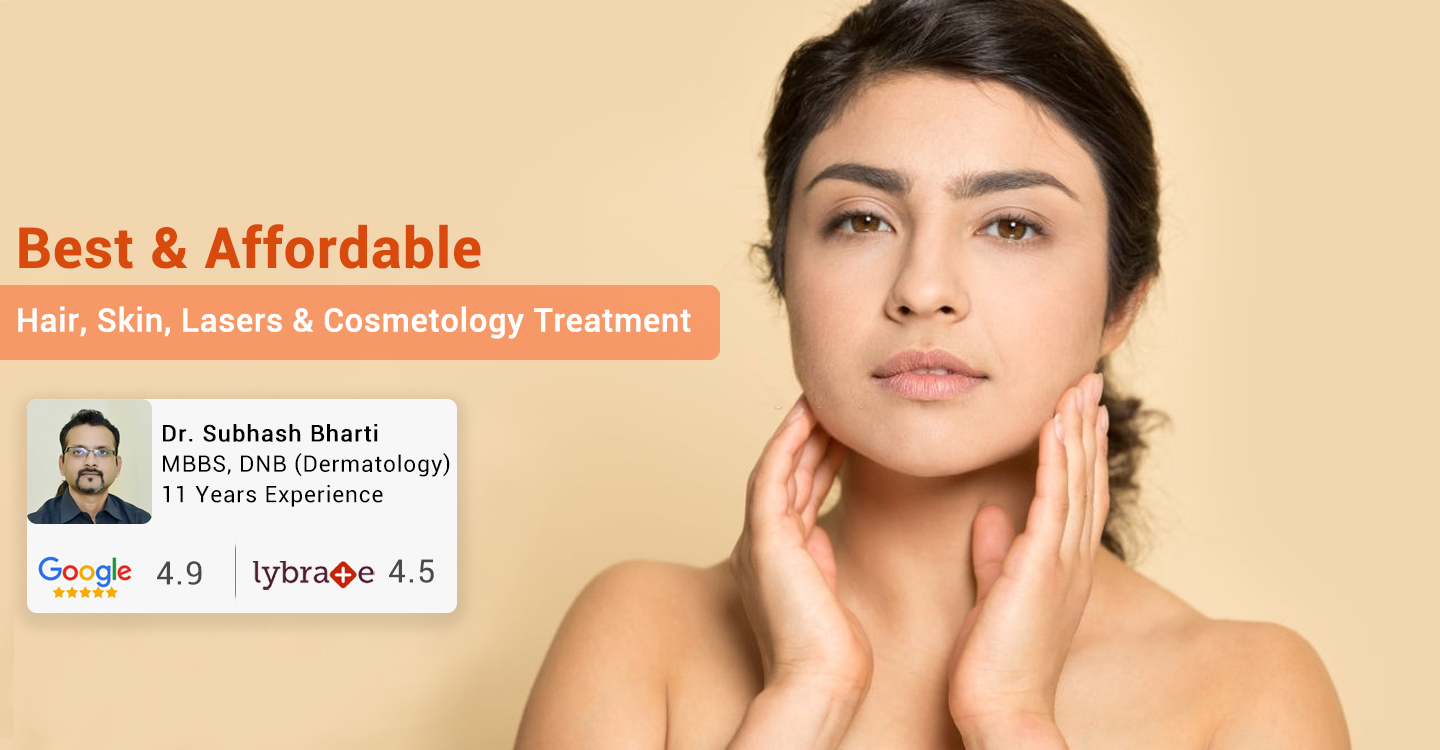 Best & Affordable
Hair, Skin, Lasers & Cosmetology Treatment
Dr. Subhash Bharti
MBBS, DNB (Dermatology)
11 Years Experience
Google 4.9
lybrate 4.5